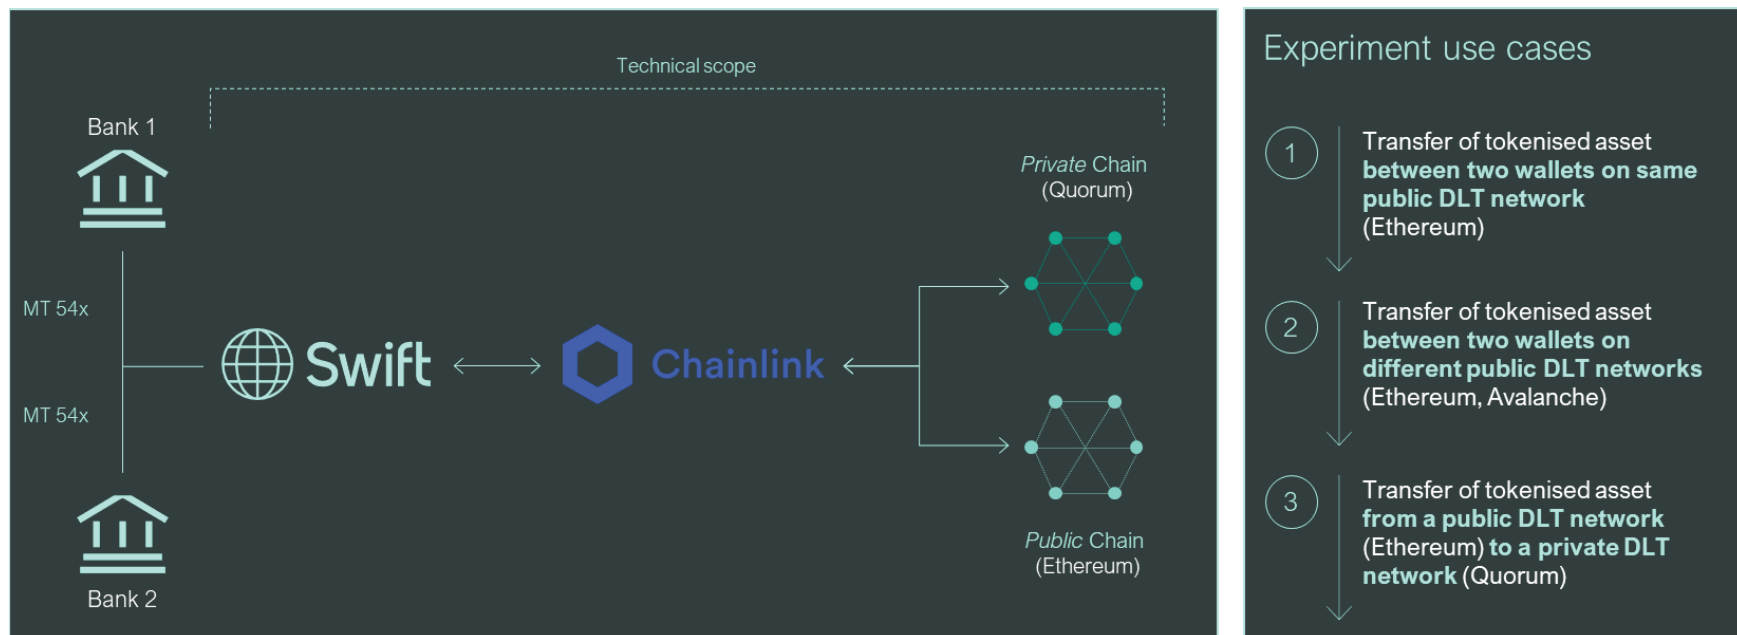 Technical scope
Bank 1
MT 54x
MT 54x
Bank 2
Swift
Chainlink
Private Chain
(Quorum)
Public Chain
(Ethereum)
Experiment use cases
1
Transfer of tokenised asset
between two wallets on same
public DLT network
(Ethereum)
2
Transfer of tokenised asset
between two wallets on
different public DLT networks
(Ethereum, Avalanche)
3
Transfer of tokenised asset
from a public DLT network
(Ethereum) to a private DLT
network (Quorum)